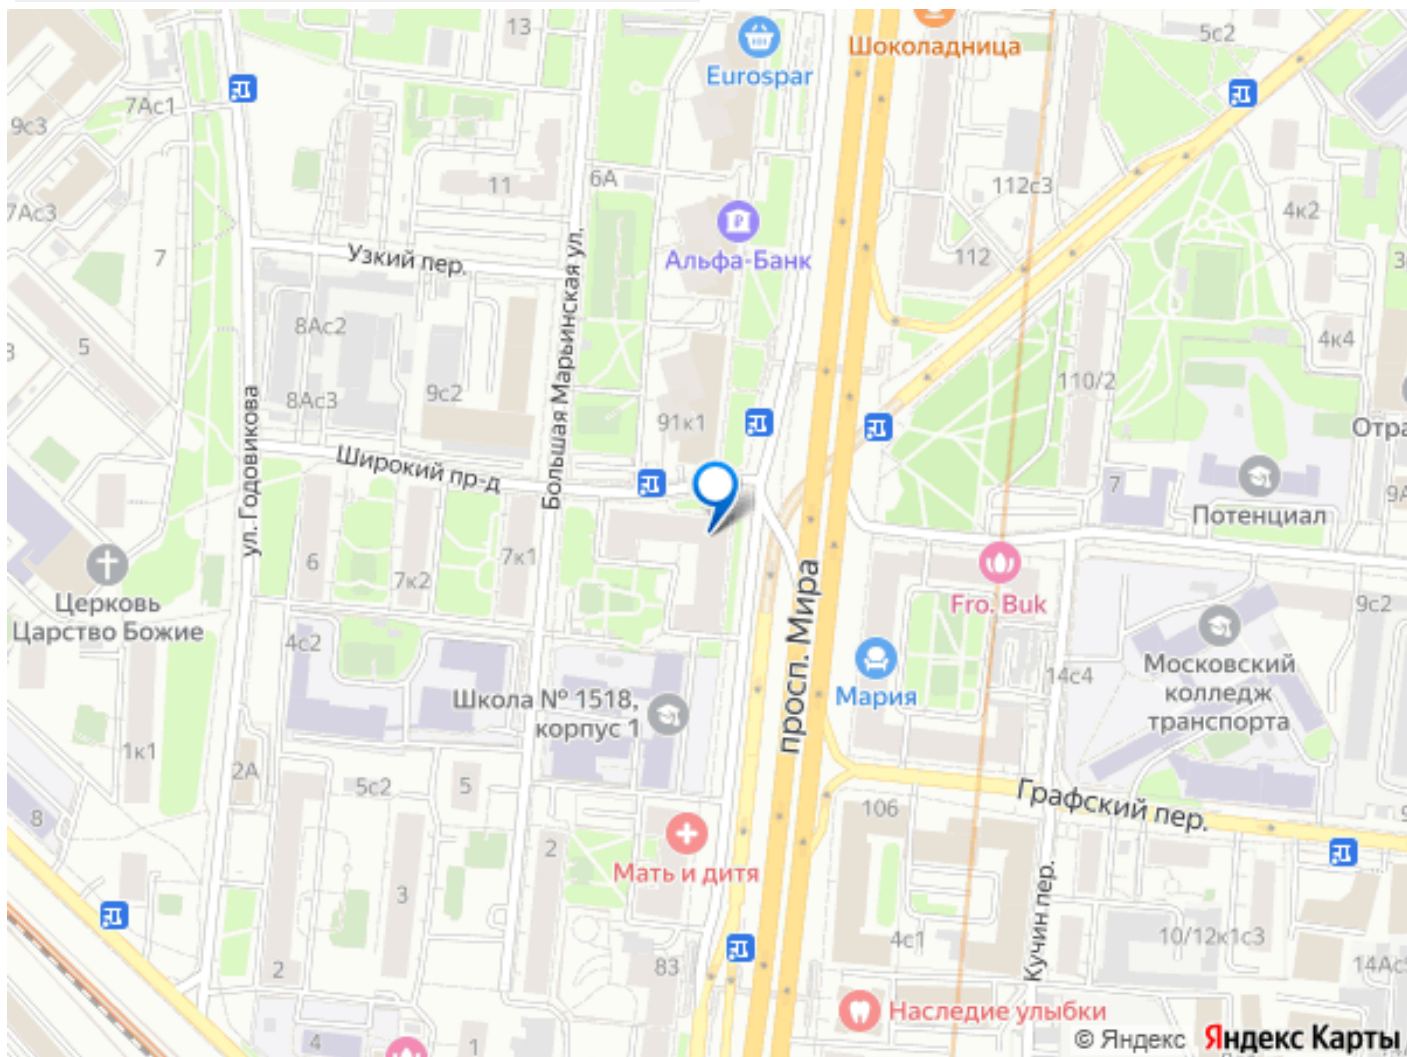 13
5с2
Шоколадница
Eurospar
7Ас1
9с3
6А
11
112с3
7Ас3
4к2
7
Узкий пер.
Альфа-Банк
112
8Ас2
5
4к4
Большая Марьинская ул.
9с2
8Ас3
110/2
91к1
ул. Годовикова
Отра
Широкий пр-д
7
9А
Потенциал
6
7к1
7к2
Fro. Buk
Церковь
Царство Божие
9с2
4с2
просп. Мира
Московский
колледж
транспорта
14с4
Школа № 1518,
корпус 1
Мария
1к1
2А
5с2
5
Графский пер.
8
106
2
Мать и дитя
3
Кучин пер.
4с1
10/12к1с3
2
83
14Ас
Наследие улыбки
4
1
© Яндекс Яндекс Карты